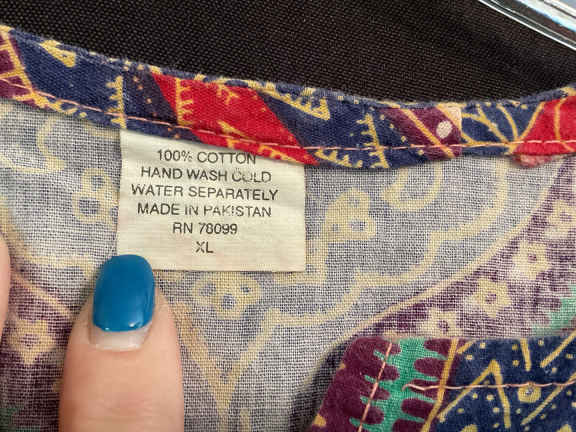 100% COTTON
HAND WASH COLD
WATER SEPARATELY
MADE IN PAKISTAN
RN 78099
XL